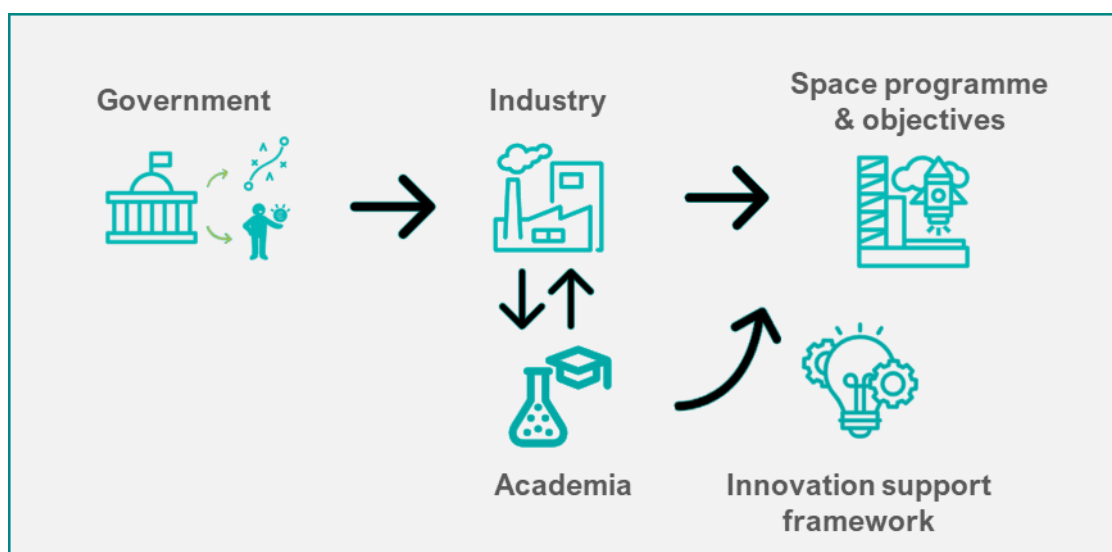 Government
Industry
Space programme
& objectives
Academia
Innovation support
framework